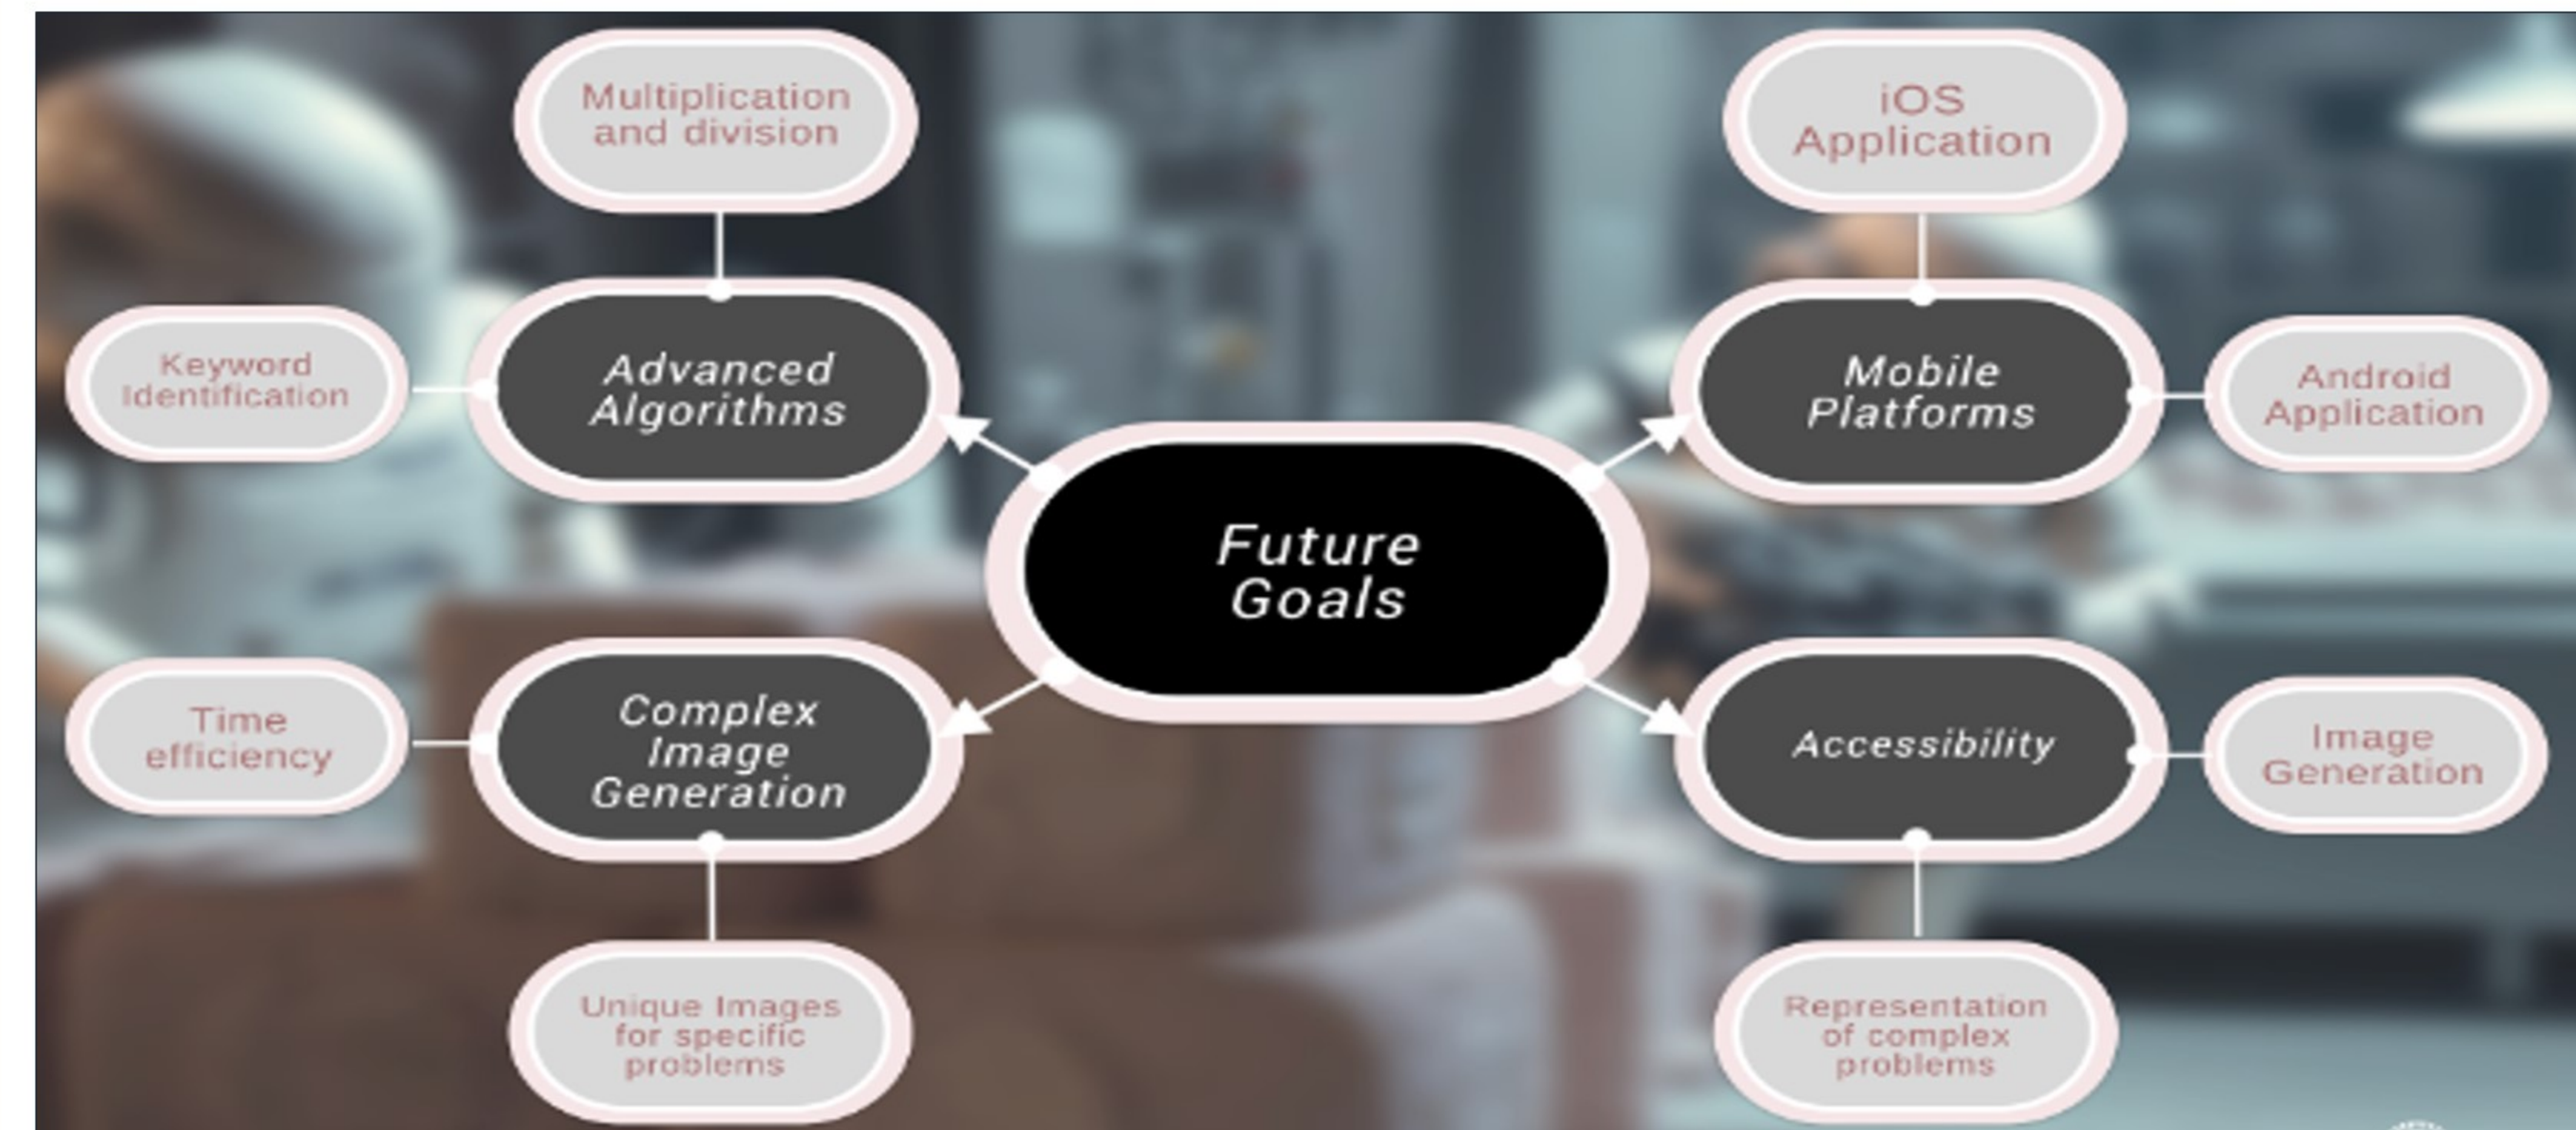 Multiplication
and division
iOS
Application
Keyword
Identification
Advanced
Algorithms
Mobile
Platforms
Android
Application
Future
Goals
Time
efficiency
Complex
Image
Generation
Accessibility
Image
Generation
Unique Images
for specific
problems
Representation
of complex
problems